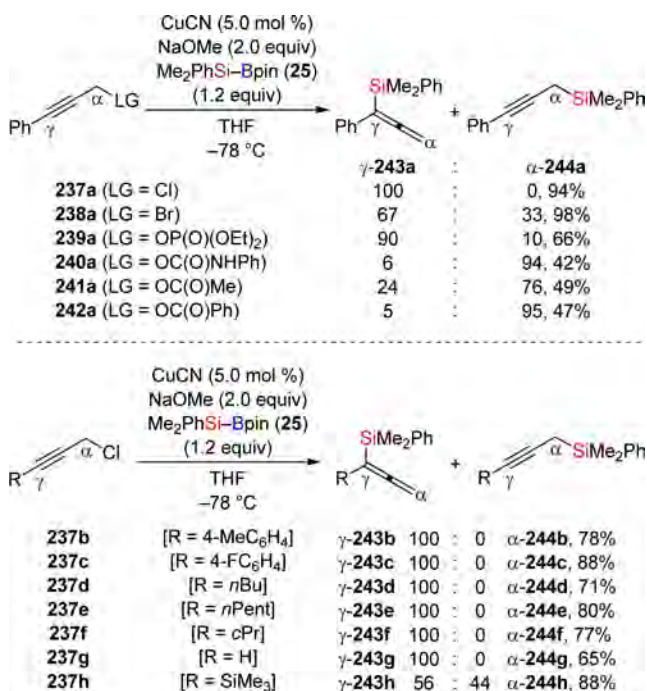 CuCN (5.0 mol %)
NaOMe (2.0 equiv)
Me2PhSi–Bpin (25)
(1.2 equiv)
THF
–78 °C
Ph γ α LG
SiMe2Ph
Ph γ α
+
Ph γ α SiMe2Ph
γ-243a : α-244a
237a (LG = Cl) 100 : 0, 94%
238a (LG = Br) 67 : 33, 98%
239a (LG = OP(O)(OEt)2) 90 : 10, 66%
240a (LG = OC(O)NHPh) 6 : 94, 42%
241a (LG = OC(O)Me) 24 : 76, 49%
242a (LG = OC(O)Ph) 5 : 95, 47%
CuCN (5.0 mol %)
NaOMe (2.0 equiv)
Me2PhSi–Bpin (25)
(1.2 equiv)
THF
–78 °C
R γ α Cl
SiMe2Ph
R γ α
+
R γ α SiMe2Ph
237b [R = 4-MeC6H4] γ-243b 100 : 0 α-244b, 78%
237c [R = 4-FC6H4] γ-243c 100 : 0 α-244c, 88%
237d [R = nBu] γ-243d 100 : 0 α-244d, 71%
237e [R = nPent] γ-243e 100 : 0 α-244e, 80%
237f [R = cPr] γ-243f 100 : 0 α-244f, 77%
237g [R = H] γ-243g 100 : 0 α-244g, 65%
237h [R = SiMe3] γ-243h 56 : 44 α-244h, 88%